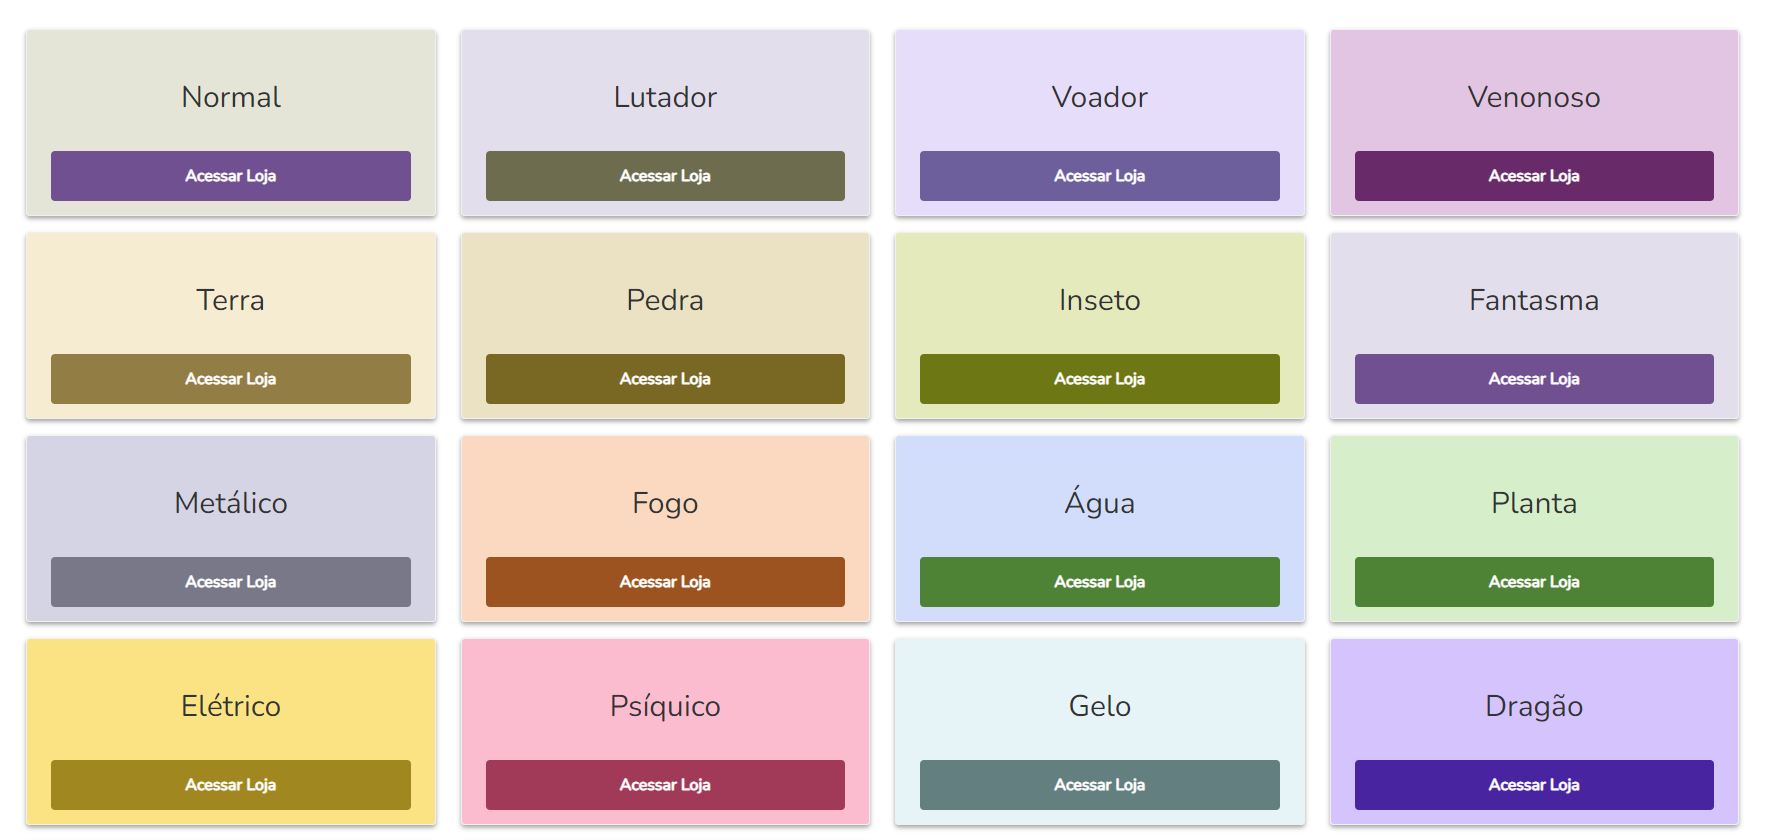 Normal
Acessar Loja
Lutador
Acessar Loja
Voador
Acessar Loja
Venonoso
Acessar Loja
Terra
Acessar Loja
Pedra
Acessar Loja
Inseto
Acessar Loja
Fantasma
Acessar Loja
Metálico
Acessar Loja
Fogo
Acessar Loja
Água
Acessar Loja
Planta
Acessar Loja
Elétrico
Acessar Loja
Psíquico
Acessar Loja
Gelo
Acessar Loja
Dragão
Acessar Loja